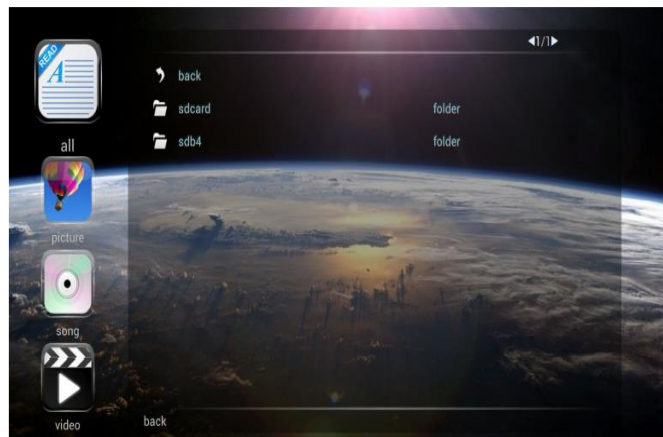 ◀1/1▶
READ
A
all
picture
song
video
back
sdcard folder
sdb4 folder
back